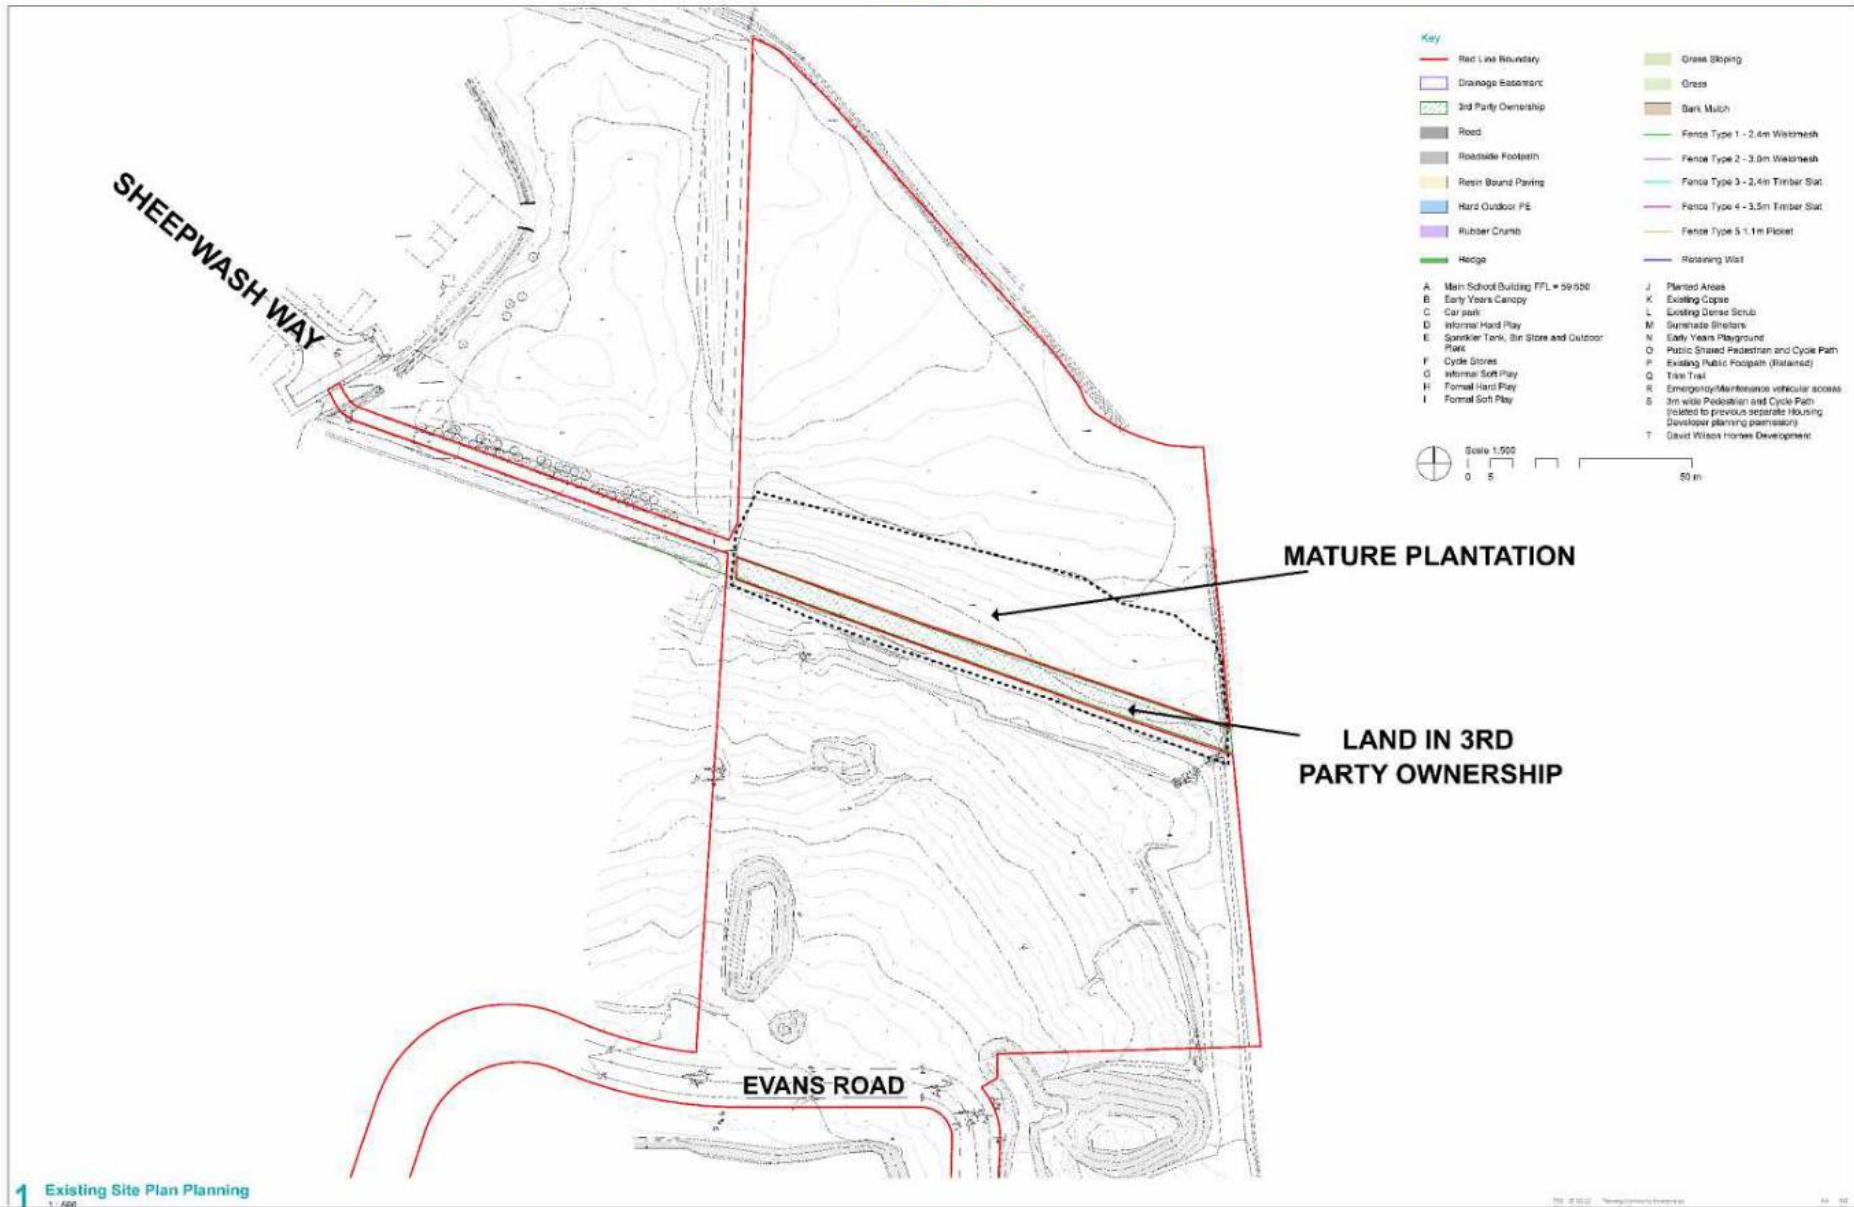 SHEEPWASH WAY
MATURE PLANTATION
LAND IN 3RD
PARTY OWNERSHIP
EVANS ROAD
Key
Red Line Boundary
Drainage Easement
3rd Party Ownership
Road
Roadside Footpath
Resin Bound Paving
Hard Outdoor PE
Rubber Crumb
Hedge
Grass Sloping
Grass
Bark Mulch
Fence Type 1 - 2.4m Weldmesh
Fence Type 2 - 3.0m Weldmesh
Fence Type 3 - 2.4m Timber Slat
Fence Type 4 - 3.5m Timber Slat
Fence Type 5 1.1m Picket
Retaining Wall
A Main School Building FFL = 59.650
B Early Years Canopy
C Car park
D Informal Hard Play
E Sprinkler Tank, Bin Store and Outdoor
Plant
F Cycle Stores
G Informal Soft Play
H Formal Hard Play
I Formal Soft Play
J Planted Areas
K Existing Copse
L Existing Dense Scrub
M Sunshade Shelters
N Early Years Playground
O Public Shared Pedestrian and Cycle Path
P Existing Public Footpath (Retained)
Q Trim Trail
R Emergency/Maintenance vehicular access
S 3m wide Pedestrian and Cycle Path
(related to previous separate Housing
Developer planning permission)
T David Wilson Homes Development
Scale 1:500
0 5 50 m
1 Existing Site Plan Planning
1 : 500